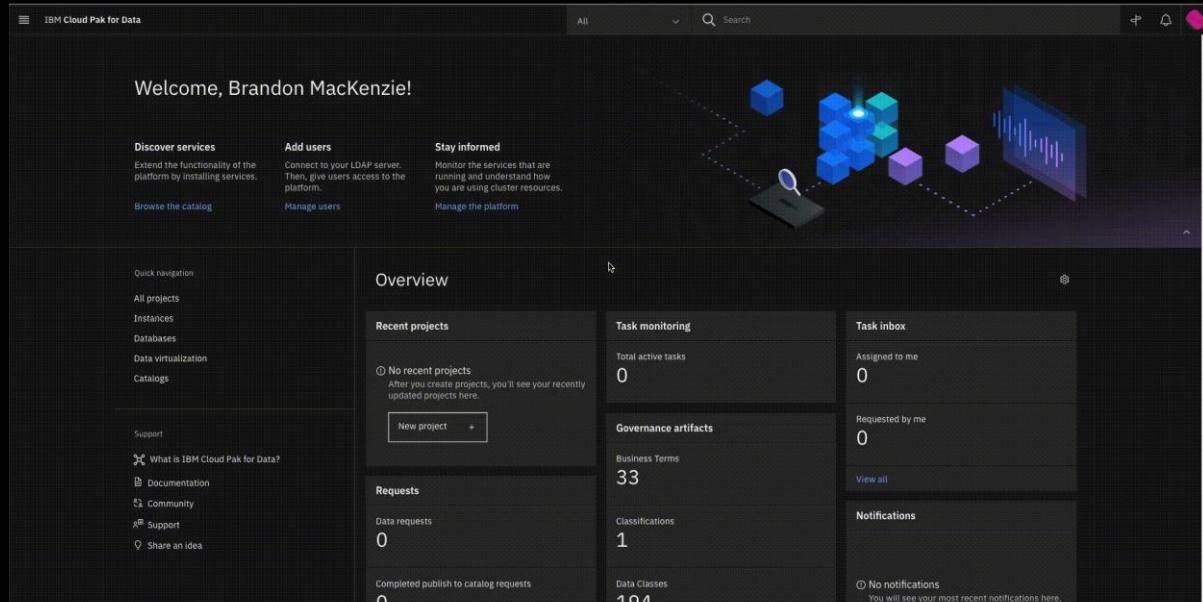 IBM Cloud Pak for Data
All
Search
Welcome, Brandon MacKenzie!
Discover services
Extend the functionality of the
platform by installing services.
Browse the catalog
Add users
Connect to your LDAP server.
Then, give users access to the
platform.
Manage users
Stay informed
Monitor the services that are
running and understand how
you are using cluster resources.
Manage the platform
Quick navigation
All projects
Instances
Databases
Data virtualization
Catalogs
Support
What is IBM Cloud Pak for Data?
Documentation
Community
Support
Share an idea
Overview
Recent projects
No recent projects
After you create projects, you'll see your recently
updated projects here.
New project +
Requests
Data requests
0
Completed publish to catalog requests
0
Task monitoring
Total active tasks
0
Governance artifacts
Business Terms
33
Classifications
1
Data Classes
194
Task inbox
Assigned to me
0
Requested by me
0
View all
Notifications
No notifications
You will see your most recent notifications here.